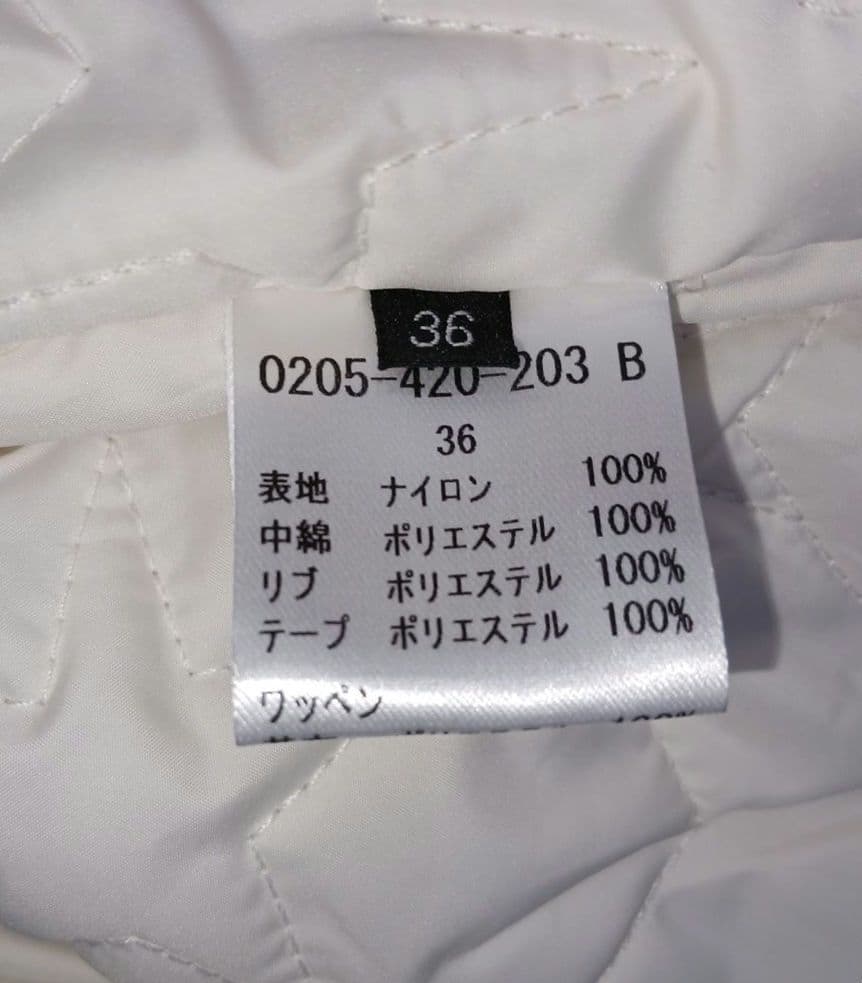 36
0205-420-203 B
36
表地 ナイロン 100%
中綿 ポリエステル 100%
リブ ポリエステル 100%
テープ ポリエステル 100%
ワッペン